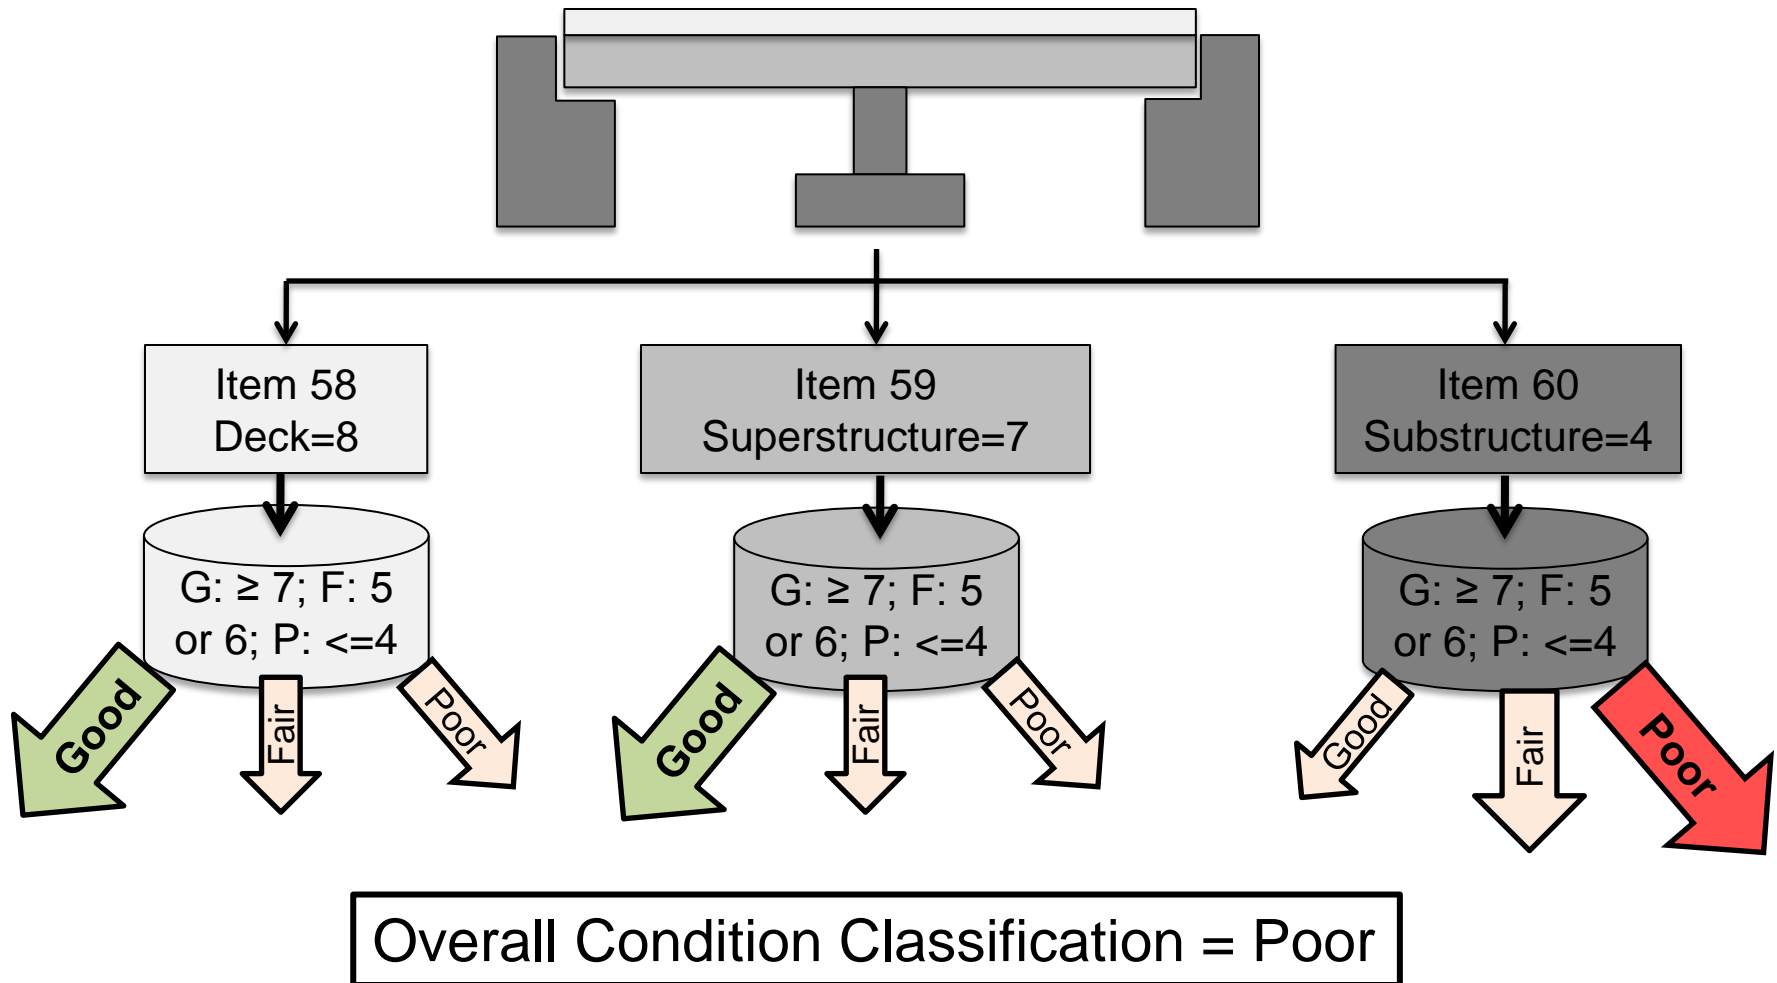 Item 58
Deck=8
Item 59
Superstructure=7
Item 60
Substructure=4
G: ≥ 7; F: 5
or 6; P: <=4
G: ≥ 7; F: 5
or 6; P: <=4
G: ≥ 7; F: 5
or 6; P: <=4
Good
Fair
Poor
Good
Fair
Poor
Good
Fair
Poor
Overall Condition Classification = Poor